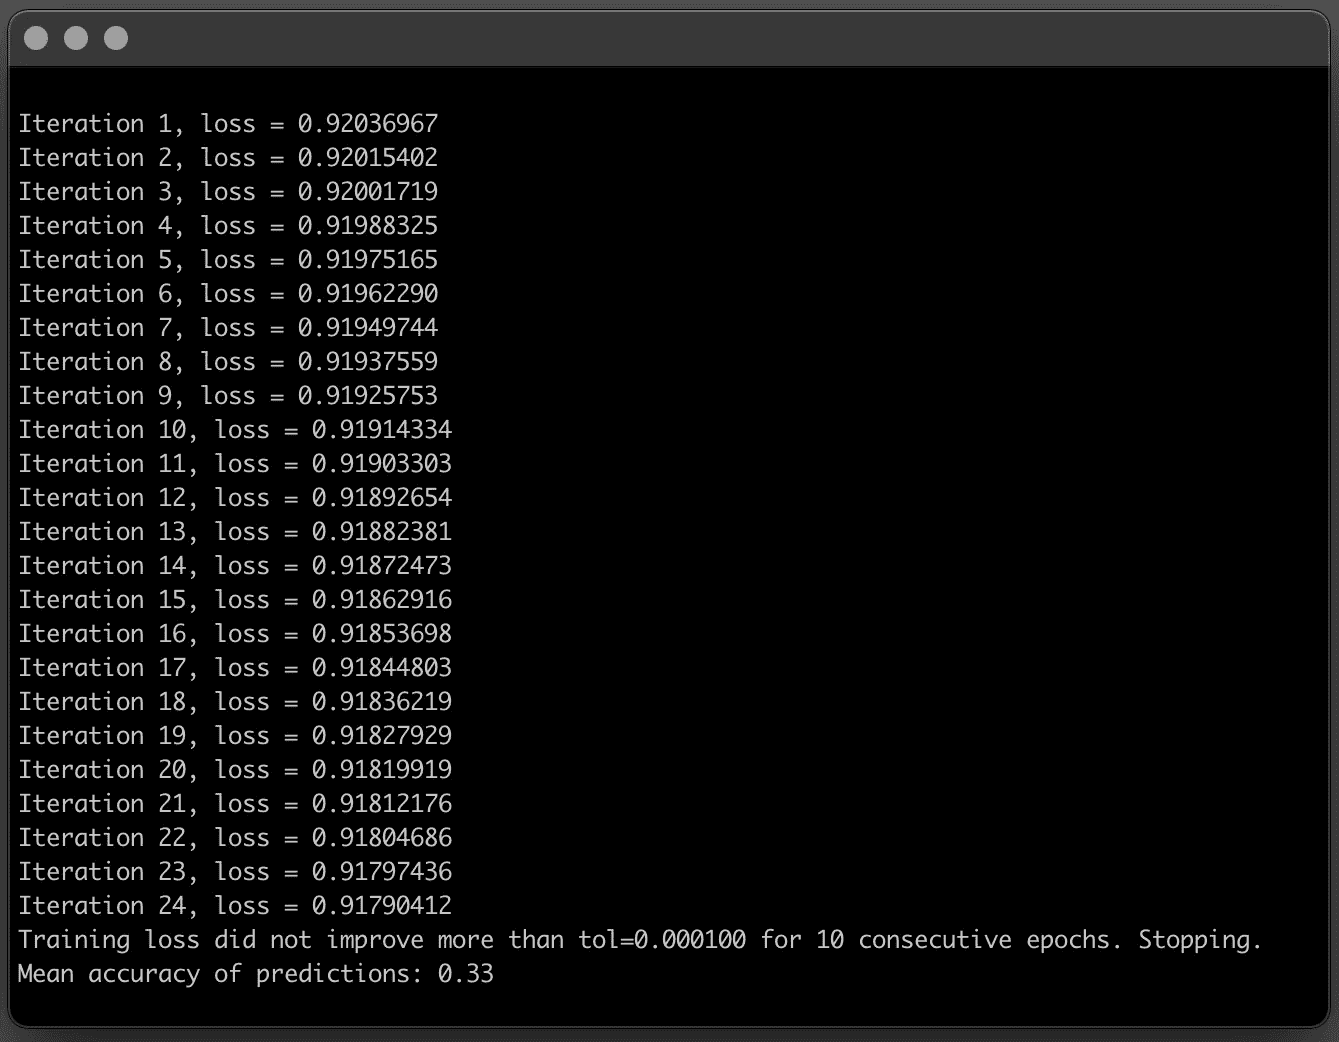 Iteration 1, loss = 0.92036967
Iteration 2, loss = 0.92015402
Iteration 3, loss = 0.92001719
Iteration 4, loss = 0.91988325
Iteration 5, loss = 0.91975165
Iteration 6, loss = 0.91962290
Iteration 7, loss = 0.91949744
Iteration 8, loss = 0.91937559
Iteration 9, loss = 0.91925753
Iteration 10, loss = 0.91914334
Iteration 11, loss = 0.91903303
Iteration 12, loss = 0.91892654
Iteration 13, loss = 0.91882381
Iteration 14, loss = 0.91872473
Iteration 15, loss = 0.91862916
Iteration 16, loss = 0.91853698
Iteration 17, loss = 0.91844803
Iteration 18, loss = 0.91836219
Iteration 19, loss = 0.91827929
Iteration 20, loss = 0.91819919
Iteration 21, loss = 0.91812176
Iteration 22, loss = 0.91804686
Iteration 23, loss = 0.91797436
Iteration 24, loss = 0.91790412
Training loss did not improve more than tol=0.000100 for 10 consecutive epochs. Stopping.
Mean accuracy of predictions: 0.33